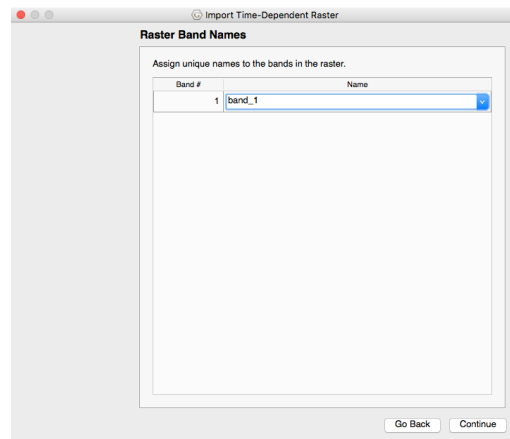 Import Time-Dependent Raster
Raster Band Names
Assign unique names to the bands in the raster.
Band # Name
1 band_1
Go Back Continue